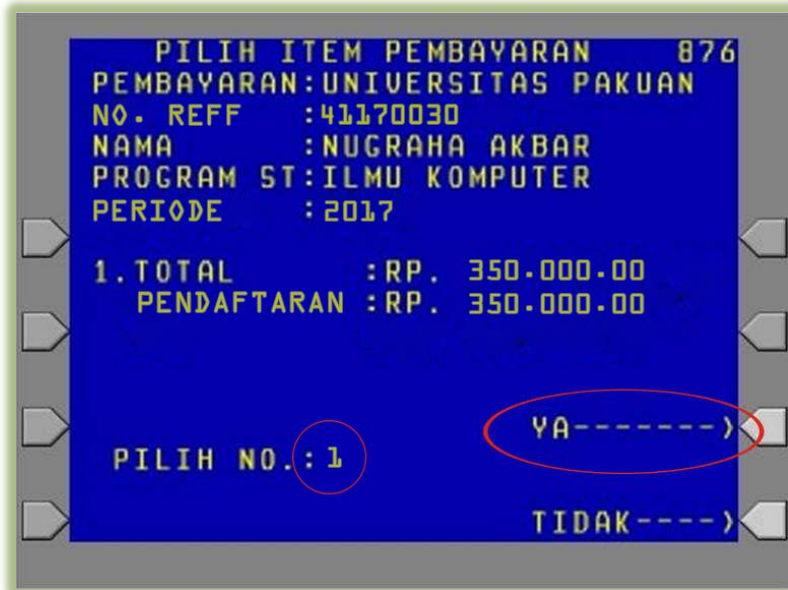 PILIH ITEM PEMBAYARAN 876
PEMBAYARAN:UNIVERSITAS PAKUAN
NO. REFF :41170030
NAMA :NUGRAHA AKBAR
PROGRAM ST:ILMU KOMPUTER
PERIODE :2017
1.TOTAL :RP. 350.000.00
PENDAFTARAN :RP. 350.000.00
YA-------)
PILIH NO.:1
TIDAK----)